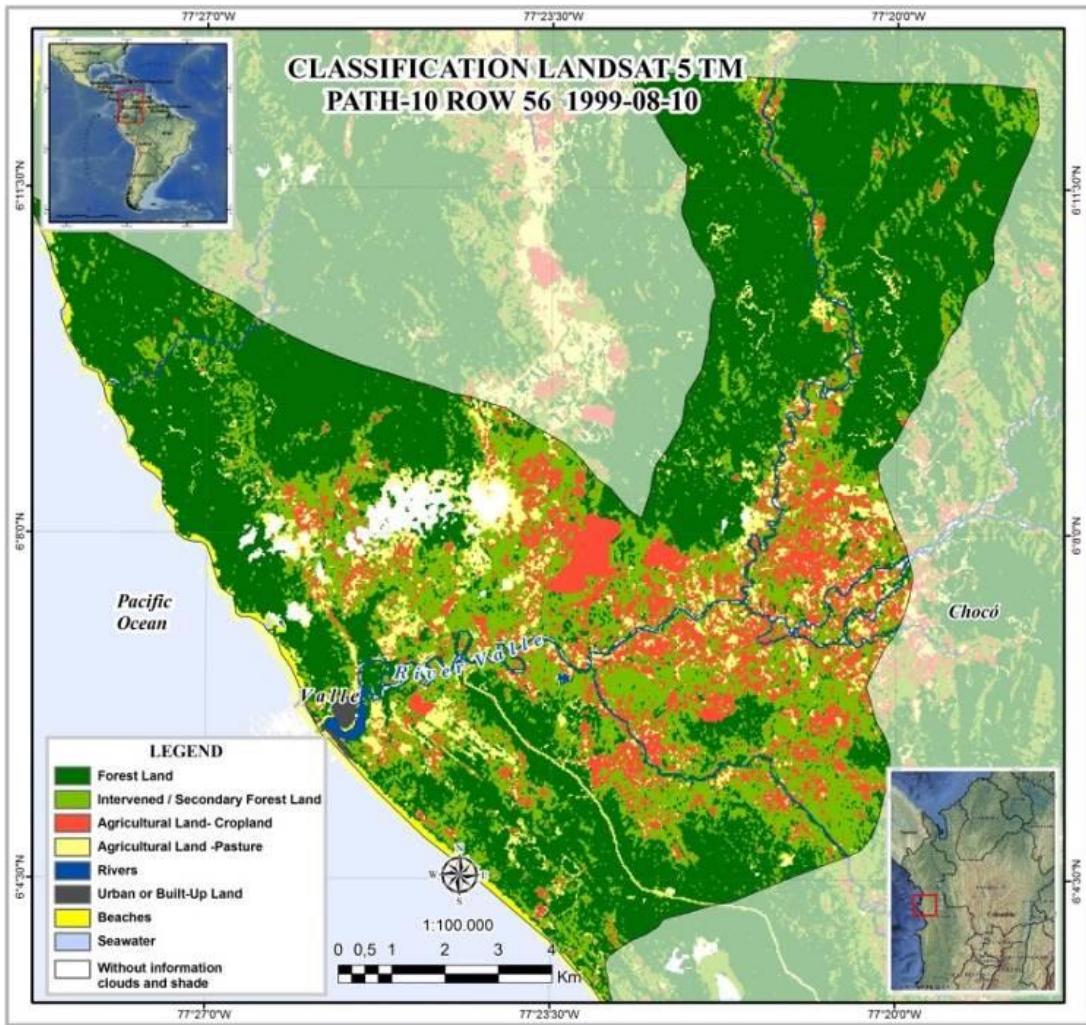 77°27'0"W
77°23'30"W
77°20'0"W
CLASSIFICATION LANDSAT 5 TM
PATH-10 ROW 56 1999-08-10
6°11'30"N
6°11'30"N
6°8'0"N
6°8'0"N
Pacific
Ocean
Chocó
River Valle
Valle
LEGEND
Forest Land
Intervened / Secondary Forest Land
Agricultural Land- Cropland
Agricultural Land -Pasture
Rivers
Urban or Built-Up Land
Beaches
Seawater
Without information
clouds and shade
N
W
E
S
1:100.000
0 0,5 1 2 3 4
Km
6°4'30"N
6°4'30"N
77°27'0"W
77°23'30"W
77°20'0"W